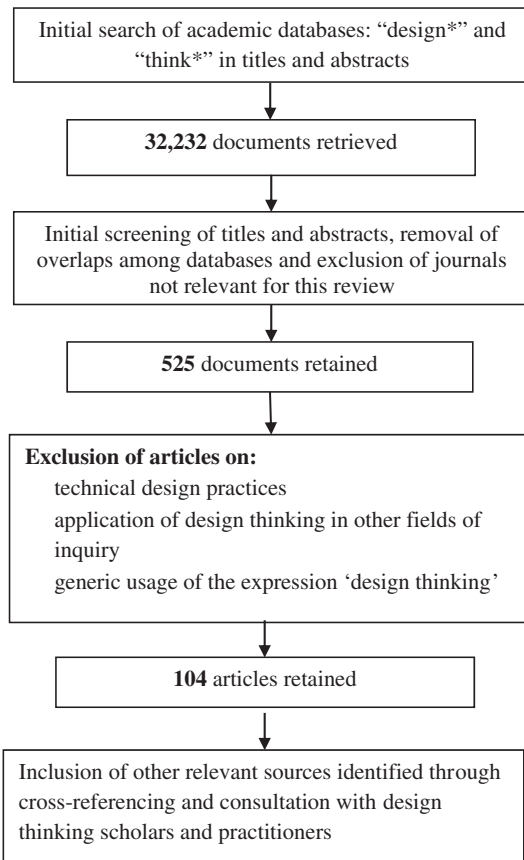 Initial search of academic databases: “design*” and
“think*” in titles and abstracts
32,232 documents retrieved
Initial screening of titles and abstracts, removal of
overlaps among databases and exclusion of journals
not relevant for this review
525 documents retained
Exclusion of articles on:
technical design practices
application of design thinking in other fields of
inquiry
generic usage of the expression ‘design thinking’
104 articles retained
Inclusion of other relevant sources identified through
cross-referencing and consultation with design
thinking scholars and practitioners